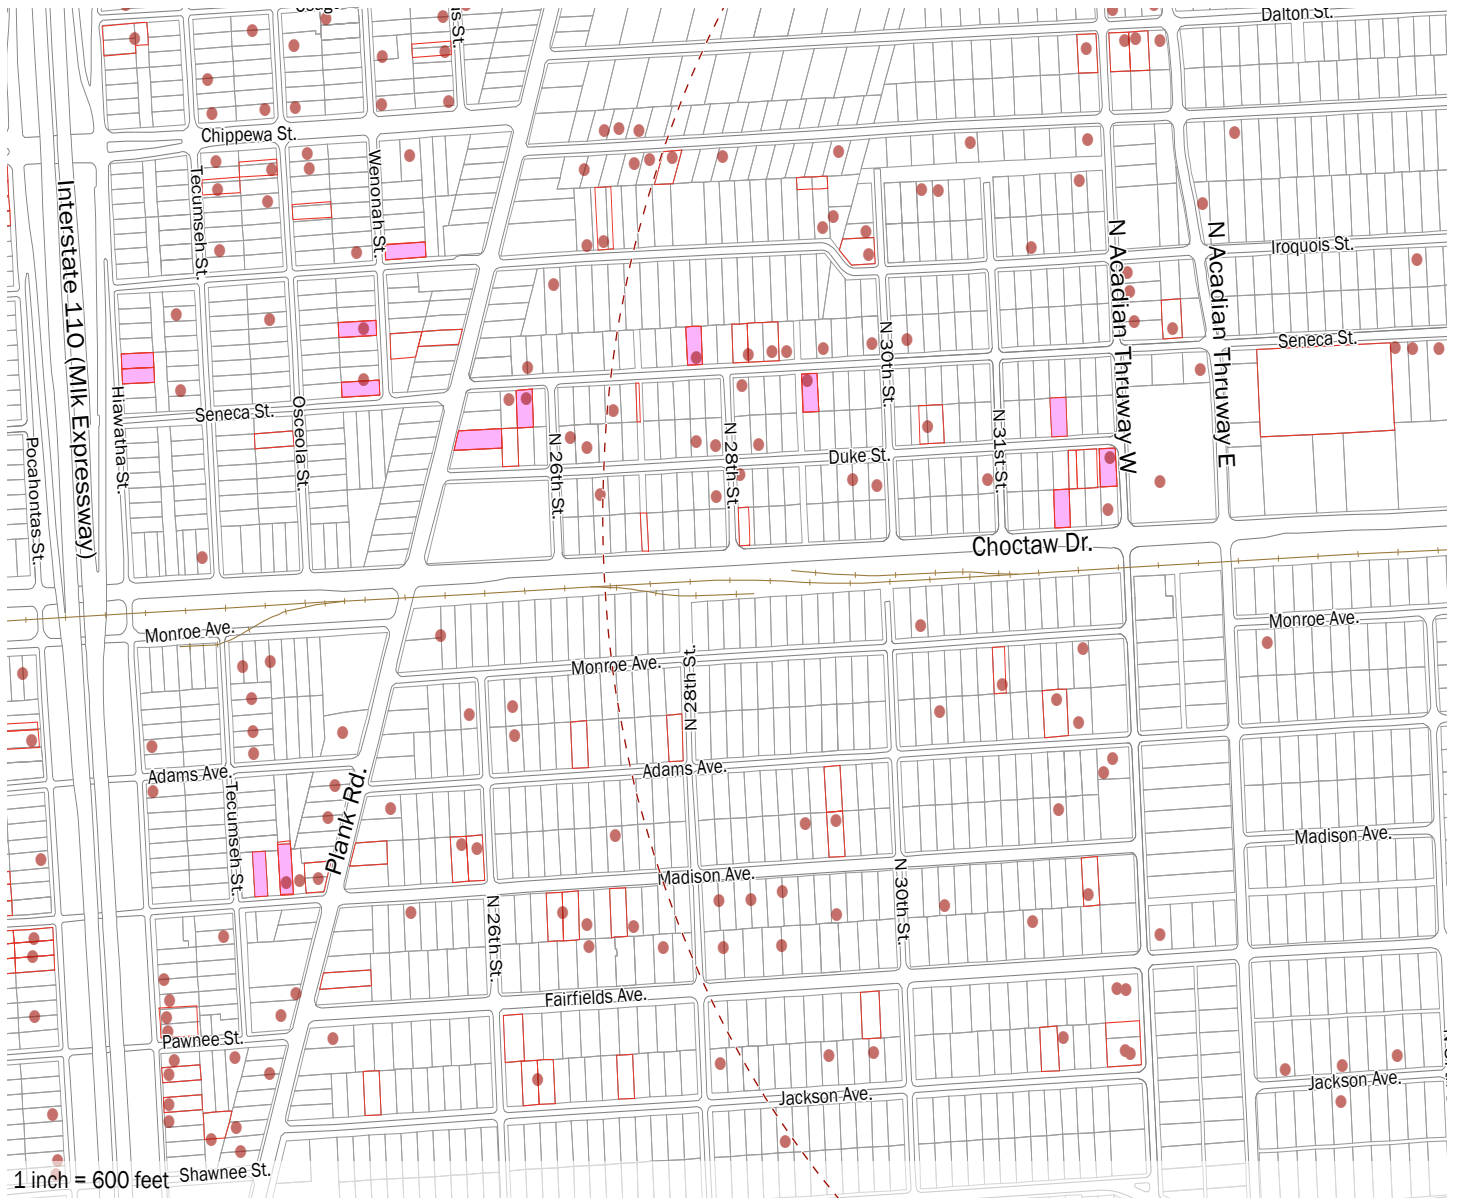 Dalton St.
Chippewa St.
Tecumseh St.
Wenonah St.
Interstate 110 (Mlk Expressway)
N Acadian Thruway W
N Acadian Thruway E
Iroquois St.
Seneca St.
N 30th St.
Hiawatha St.
Osceola St.
Seneca St.
Pocahontas St.
N 26th St.
N 28th St.
N 31st St.
Duke St.
Choctaw Dr.
Monroe Ave.
Monroe Ave.
Monroe Ave.
N 28th St.
Adams Ave.
Adams Ave.
Tecumseh St.
Plank Rd.
Madison Ave.
Madison Ave.
N 30th St.
N 26th St.
Fairfields Ave.
Pawnee St.
Jackson Ave.
Jackson Ave.
Shawnee St.
1 inch = 600 feet